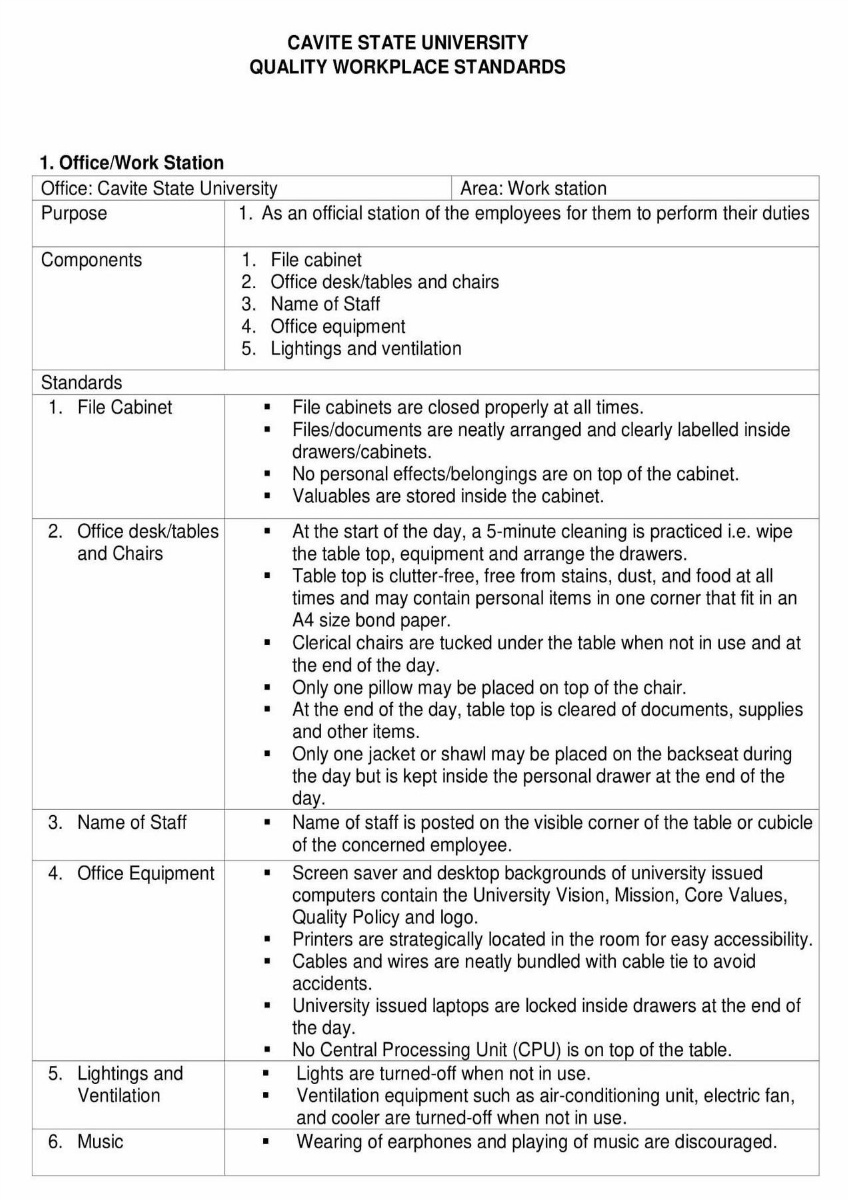 CAVITE STATE UNIVERSITY
QUALITY WORKPLACE STANDARDS
1. Office/Work Station
Office: Cavite State University
Area: Work station
Purpose
1. As an official station of the employees for them to perform their duties
Components
1. File cabinet
2. Office desk/tables and chairs
3. Name of Staff
4. Office equipment
5. Lightings and ventilation
Standards
1. File Cabinet
▪ File cabinets are closed properly at all times.
▪ Files/documents are neatly arranged and clearly labelled inside
drawers/cabinets.
▪ No personal effects/belongings are on top of the cabinet.
▪ Valuables are stored inside the cabinet.
2. Office desk/tables
and Chairs
▪ At the start of the day, a 5-minute cleaning is practiced i.e. wipe
the table top, equipment and arrange the drawers.
▪ Table top is clutter-free, free from stains, dust, and food at all
times and may contain personal items in one corner that fit in an
A4 size bond paper.
▪ Clerical chairs are tucked under the table when not in use and at
the end of the day.
▪ Only one pillow may be placed on top of the chair.
▪ At the end of the day, table top is cleared of documents, supplies
and other items.
▪ Only one jacket or shawl may be placed on the backseat during
the day but is kept inside the personal drawer at the end of the
day.
3. Name of Staff
▪ Name of staff is posted on the visible corner of the table or cubicle
of the concerned employee.
4. Office Equipment
▪ Screen saver and desktop backgrounds of university issued
computers contain the University Vision, Mission, Core Values,
Quality Policy and logo.
▪ Printers are strategically located in the room for easy accessibility.
▪ Cables and wires are neatly bundled with cable tie to avoid
accidents.
▪ University issued laptops are locked inside drawers at the end of
the day.
▪ No Central Processing Unit (CPU) is on top of the table.
5. Lightings and
Ventilation
▪ Lights are turned-off when not in use.
▪ Ventilation equipment such as air-conditioning unit, electric fan,
and cooler are turned-off when not in use.
6. Music
▪ Wearing of earphones and playing of music are discouraged.